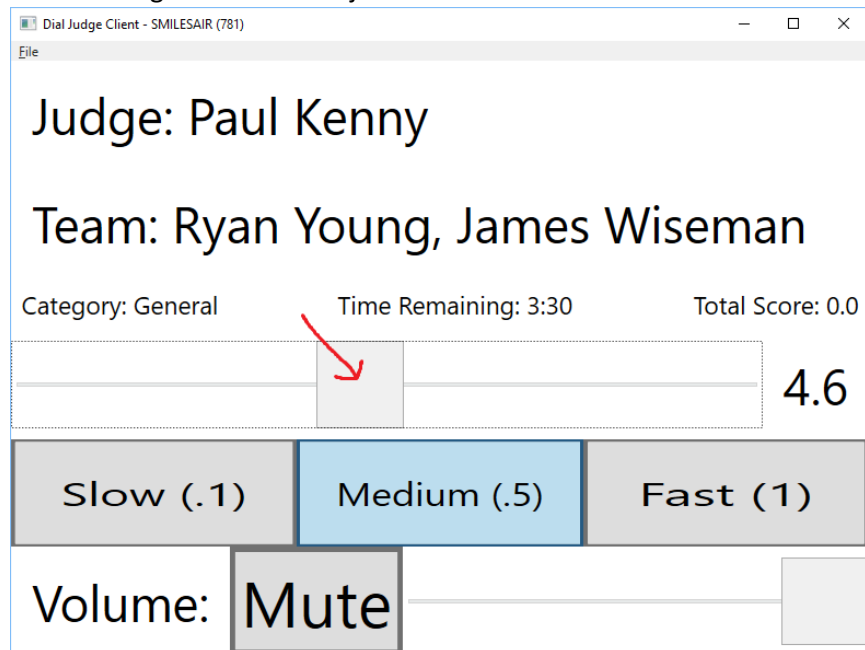 Dial Judge Client - SMILESAIR (781)
File
Judge: Paul Kenny
Team: Ryan Young, James Wiseman
Category: General Time Remaining: 3:30 Total Score: 0.0
4.6
Slow (.1) Medium (.5) Fast (1)
Volume: Mute